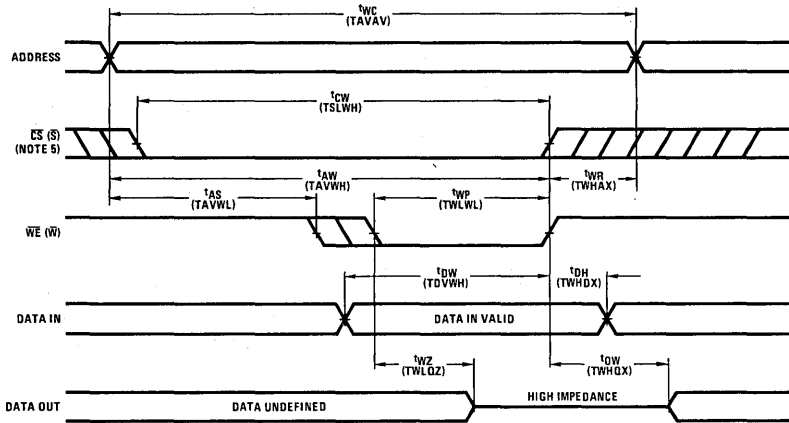 tWC
(TAVAV)
ADDRESS
tCW
(TSLWH)
CS (S)
(NOTE 5)
tAW
(TAVWH)
tWR
(TWHAX)
tAS
(TAVWL)
tWP
(TWLWL)
WE (W)
tDW
(TDVWH)
tDH
(TWHDX)
DATA IN
DATA IN VALID
tWZ
(TWLQZ)
tOW
(TWHQX)
DATA OUT
DATA UNDEFINED
HIGH IMPEDANCE